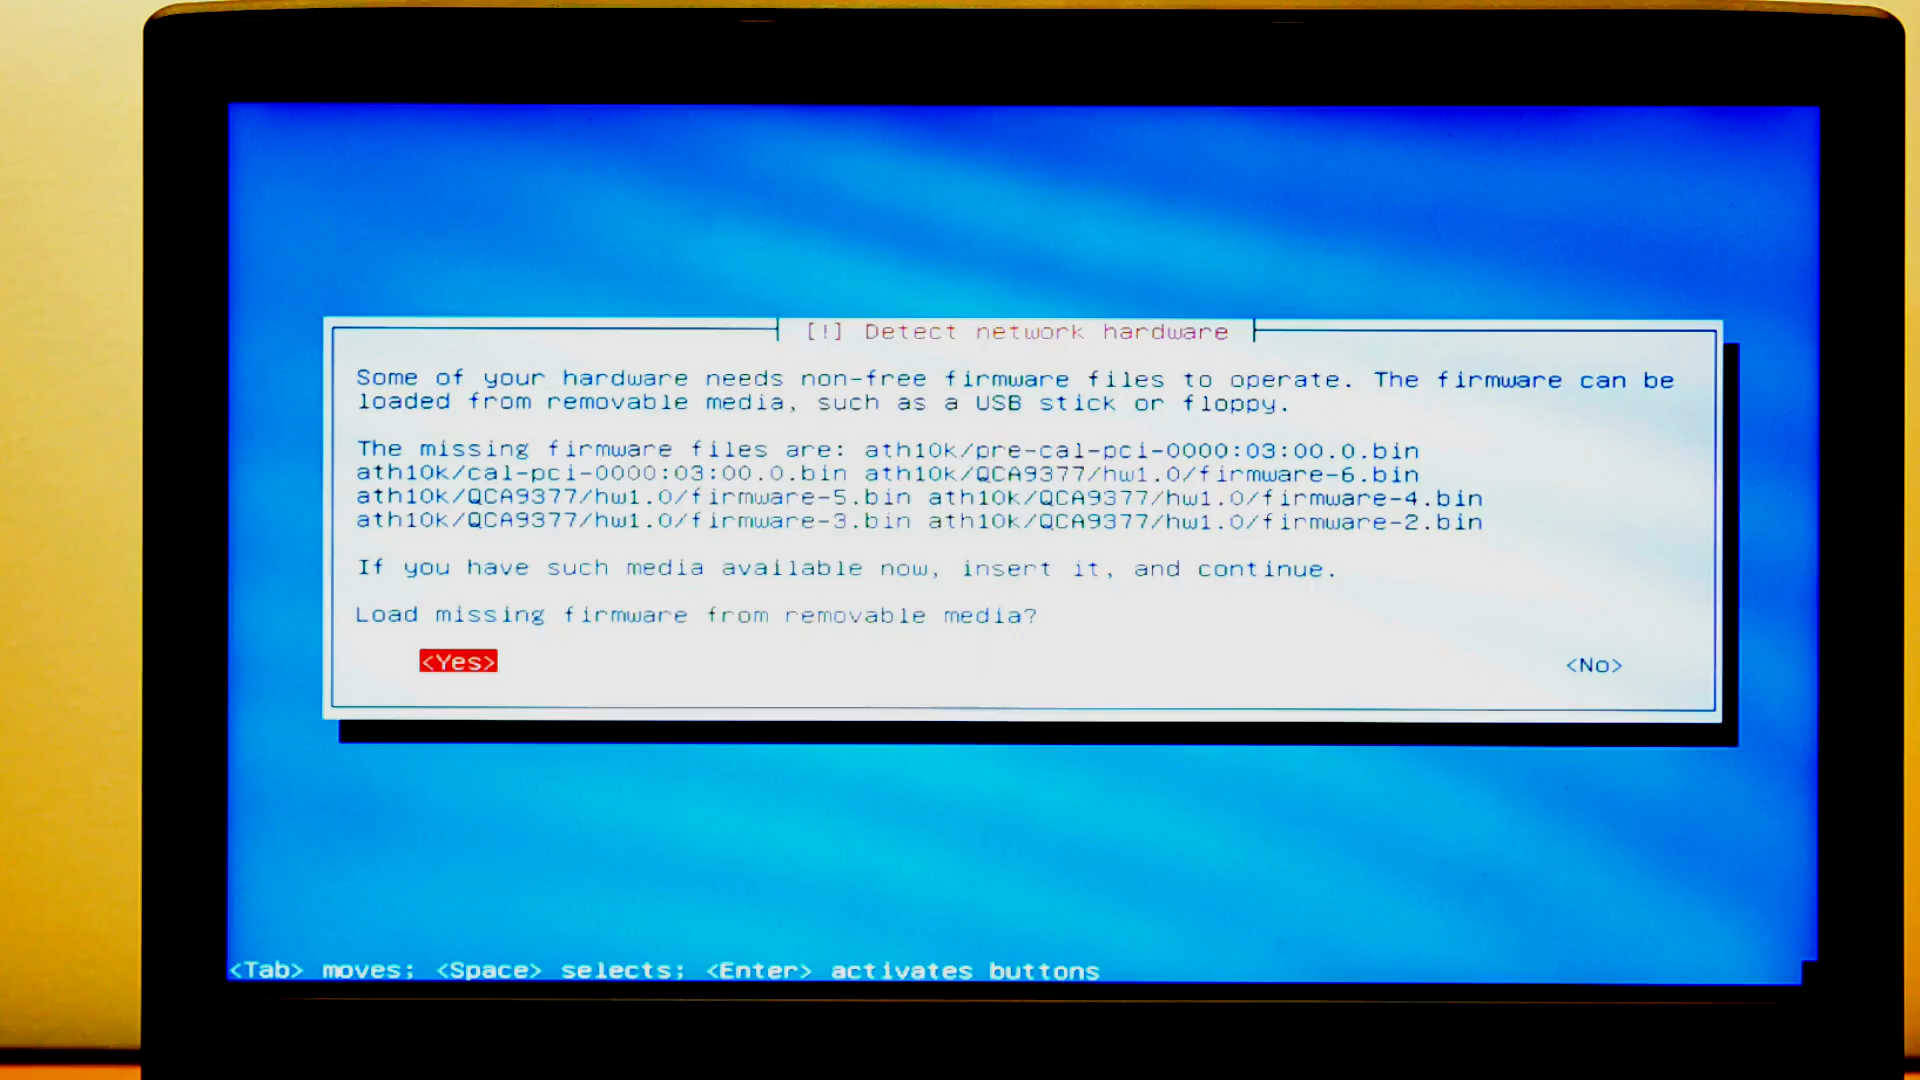 [!] Detect network hardware
Some of your hardware needs non-free firmware files to operate. The firmware can be
loaded from removable media, such as a USB stick or floppy.
The missing firmware files are: ath10k/pre-cal-pci-0000:03:00.0.bin
ath10k/cal-pci-0000:03:00.0.bin ath10k/QCA9377/hw1.0/firmware-6.bin
ath10k/QCA9377/hw1.0/firmware-5.bin ath10k/QCA9377/hw1.0/firmware-4.bin
ath10k/QCA9377/hw1.0/firmware-3.bin ath10k/QCA9377/hw1.0/firmware-2.bin
If you have such media available now, insert it, and continue.
Load missing firmware from removable media?
<Yes> <No>
<Tab> moves; <Space> selects; <Enter> activates buttons